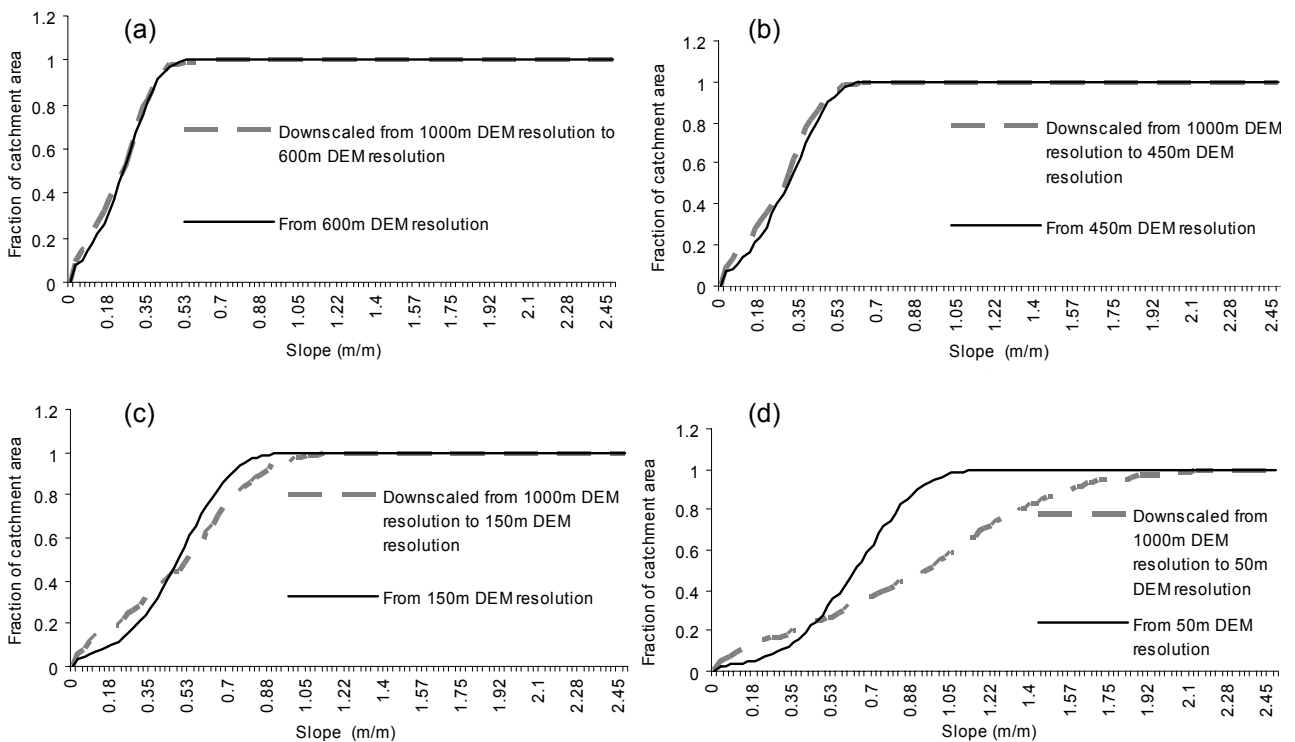 (a)
1.2
1
0.8
0.6
0.4
0.2
0
Fraction of catchment area
Downscaled from 1000m DEM resolution to
600m DEM resolution
From 600m DEM resolution
0 0.18 0.35 0.53 0.7 0.88 1.05 1.22 1.4 1.57 1.75 1.92 2.1 2.28 2.45
Slope (m/m)
(b)
1.2
1
0.8
0.6
0.4
0.2
0
Fraction of catchment area
Downscaled from 1000m DEM
resolution to 450m DEM
resolution
From 450m DEM resolution
0 0.18 0.35 0.53 0.7 0.88 1.05 1.22 1.4 1.57 1.75 1.92 2.1 2.28 2.45
Slope (m/m)
(c)
1.2
1
0.8
0.6
0.4
0.2
0
Fraction of catchment area
Downscaled from 1000m DEM
resolution to 150m DEM
resolution
From 150m DEM resolution
0 0.18 0.35 0.53 0.7 0.88 1.05 1.22 1.4 1.57 1.75 1.92 2.1 2.28 2.45
Slope (m/m)
(d)
1.2
1
0.8
0.6
0.4
0.2
0
Fraction of catchment area
Downscaled from
1000m DEM
resolution to 50m
DEM resolution
From 50m DEM
resolution
0 0.18 0.35 0.53 0.7 0.88 1.05 1.22 1.4 1.57 1.75 1.92 2.1 2.28 2.45
Slope (m/m)